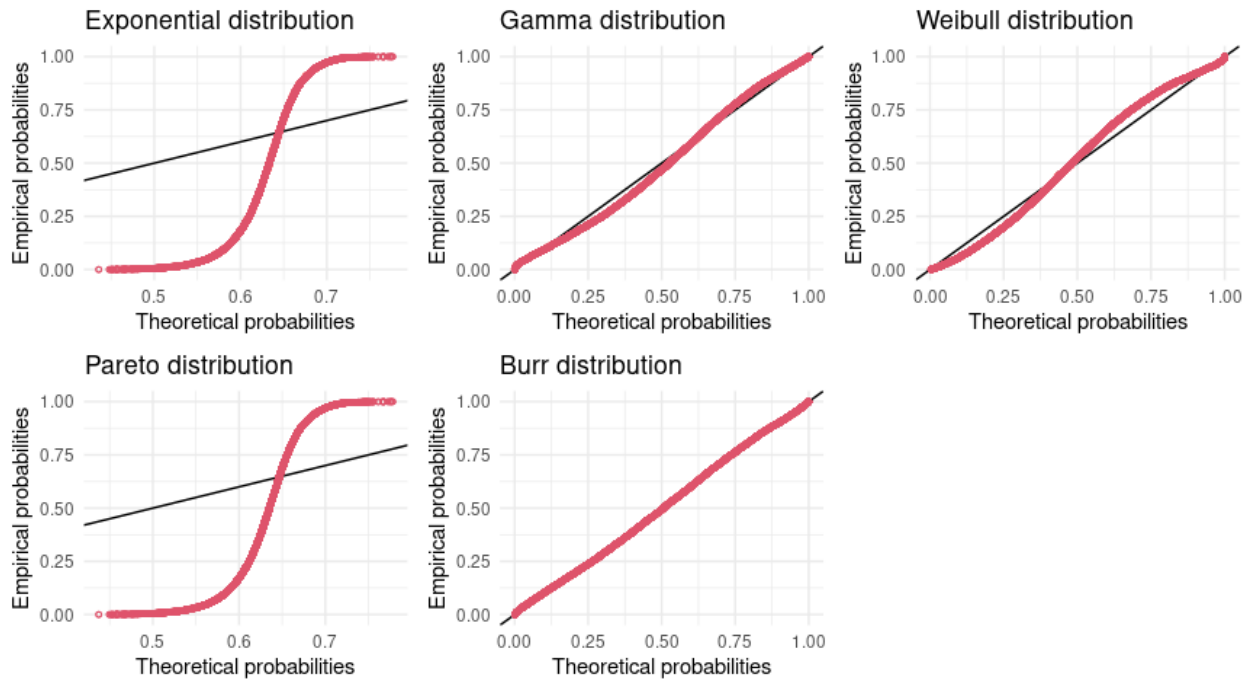 Exponential distribution
Empirical probabilities
1.00
0.75
0.50
0.25
0.00
0.5 0.6 0.7
Theoretical probabilities
Gamma distribution
Empirical probabilities
1.00
0.75
0.50
0.25
0.00
0.00 0.25 0.50 0.75 1.00
Theoretical probabilities
Weibull distribution
Empirical probabilities
1.00
0.75
0.50
0.25
0.00
0.00 0.25 0.50 0.75 1.00
Theoretical probabilities
Pareto distribution
Empirical probabilities
1.00
0.75
0.50
0.25
0.00
0.5 0.6 0.7
Theoretical probabilities
Burr distribution
Empirical probabilities
1.00
0.75
0.50
0.25
0.00
0.00 0.25 0.50 0.75 1.00
Theoretical probabilities